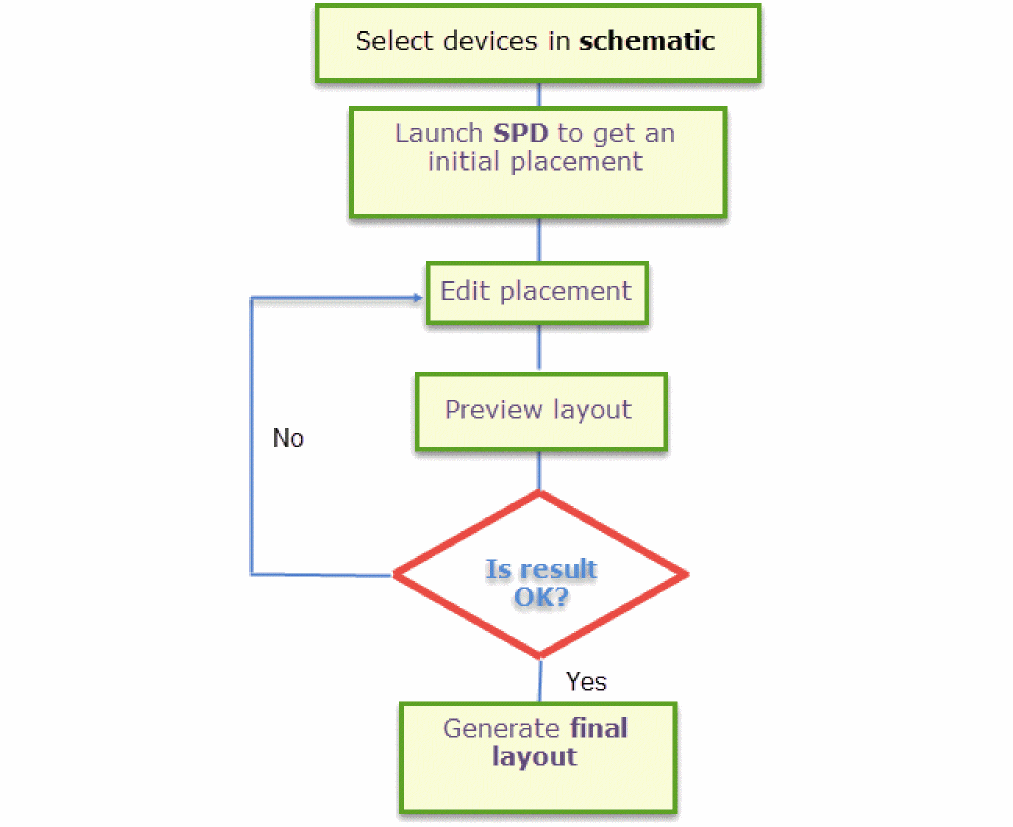 Select devices in schematic
Launch SPD to get an
initial placement
Edit placement
Preview layout
No
Is result
OK?
Yes
Generate final
layout